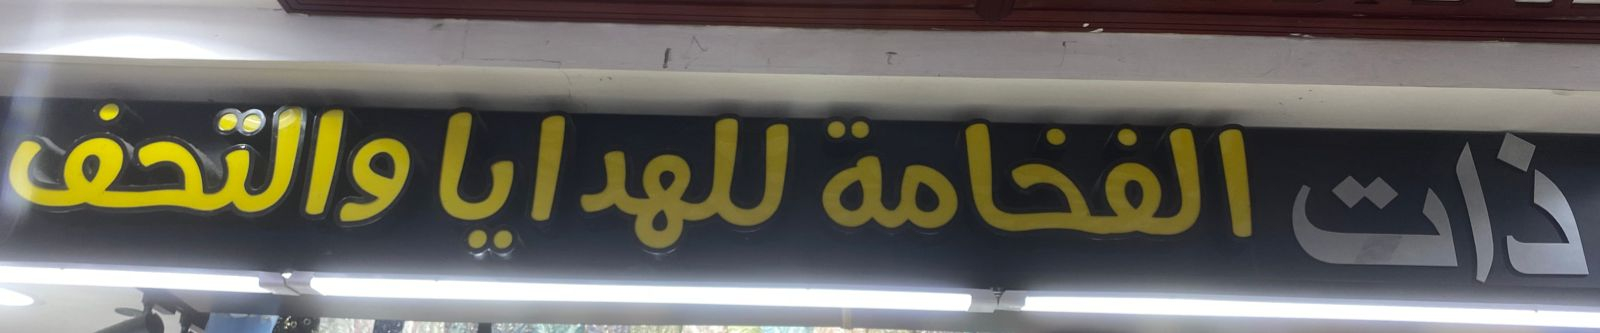 ذات الفخامة للهدايا والتحف